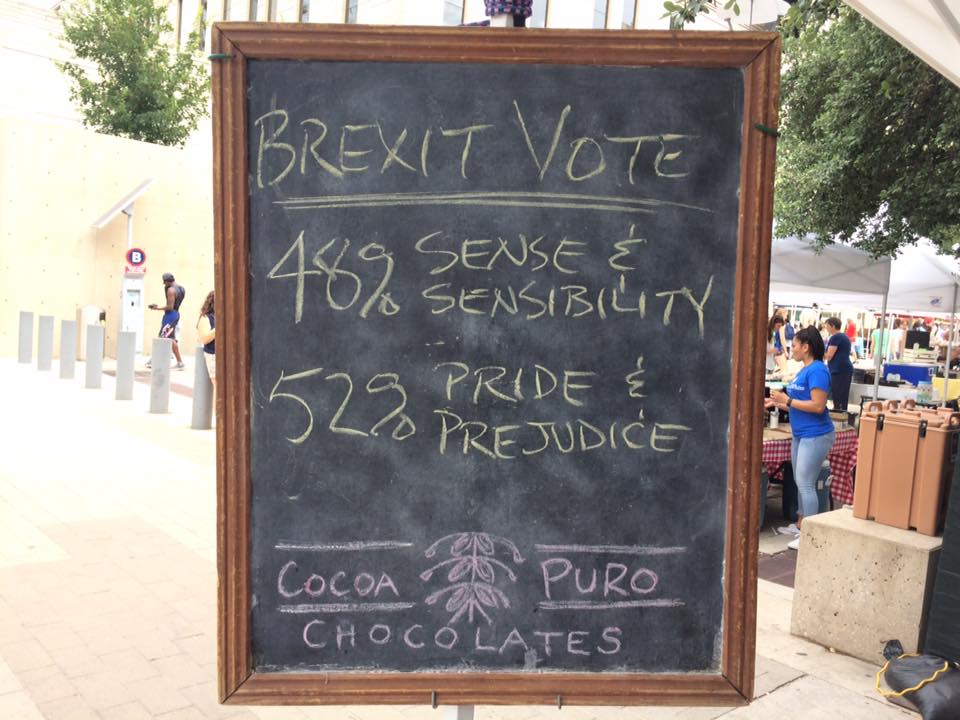 BREXIT VOTE
48% SENSE &
SENSIBILITY
52% PRIDE &
PREJUDICE
COCOA PURO
CHOCOLATES
B